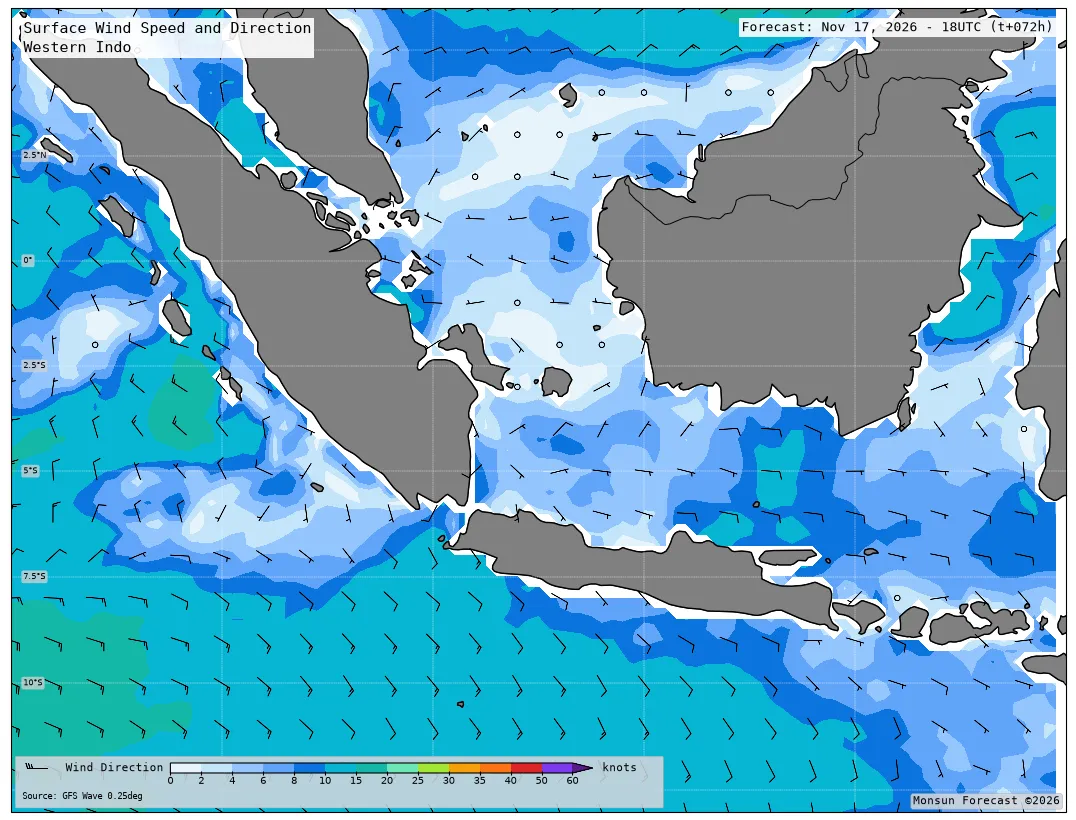 Surface Wind Speed and Direction
Western Indo
Forecast: Nov 17, 2026 - 18UTC (t+072h)
2.5°N
0°
2.5°S
5°S
7.5°S
10°S
Wind Direction
0 2 4 6 8 10 15 20 25 30 35 40 50 60
knots
Source: GFS Wave 0.25deg
Monsun Forecast ©2026